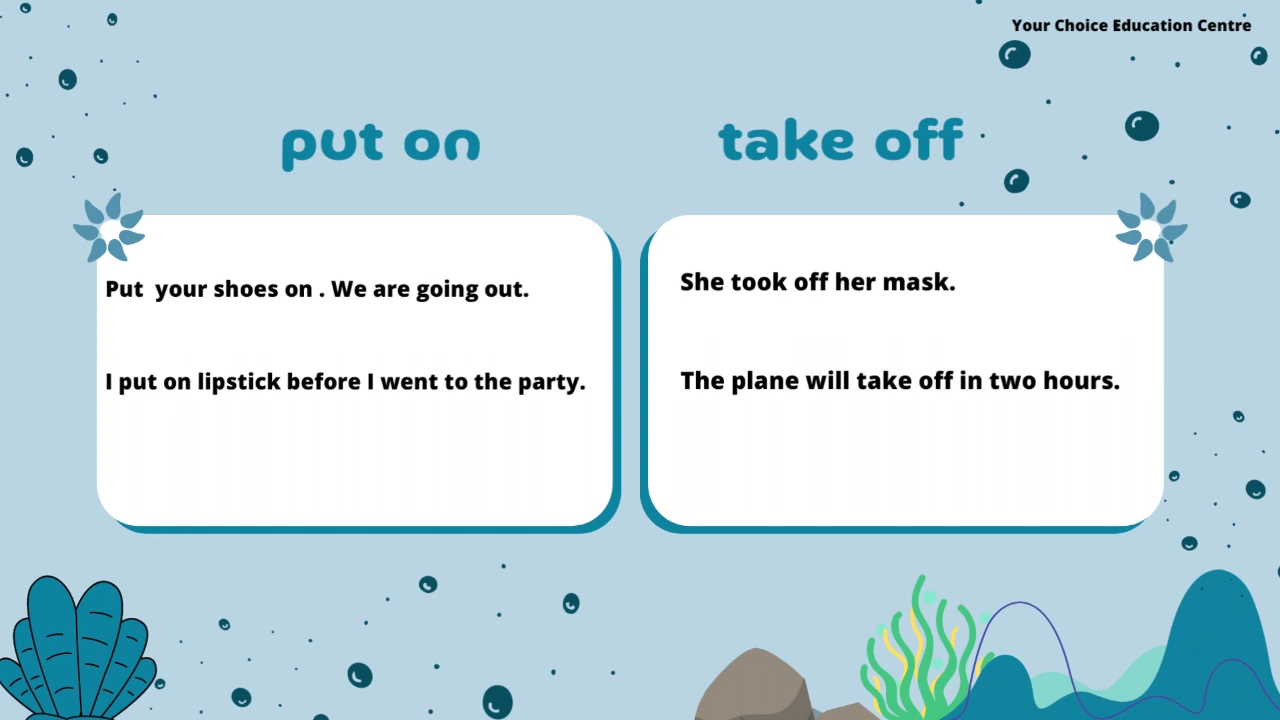 Your Choice Education Centre
put on
take off
Put  your shoes on . We are going out.
I put on lipstick before I went to the party.
She took off her mask.
The plane will take off in two hours.